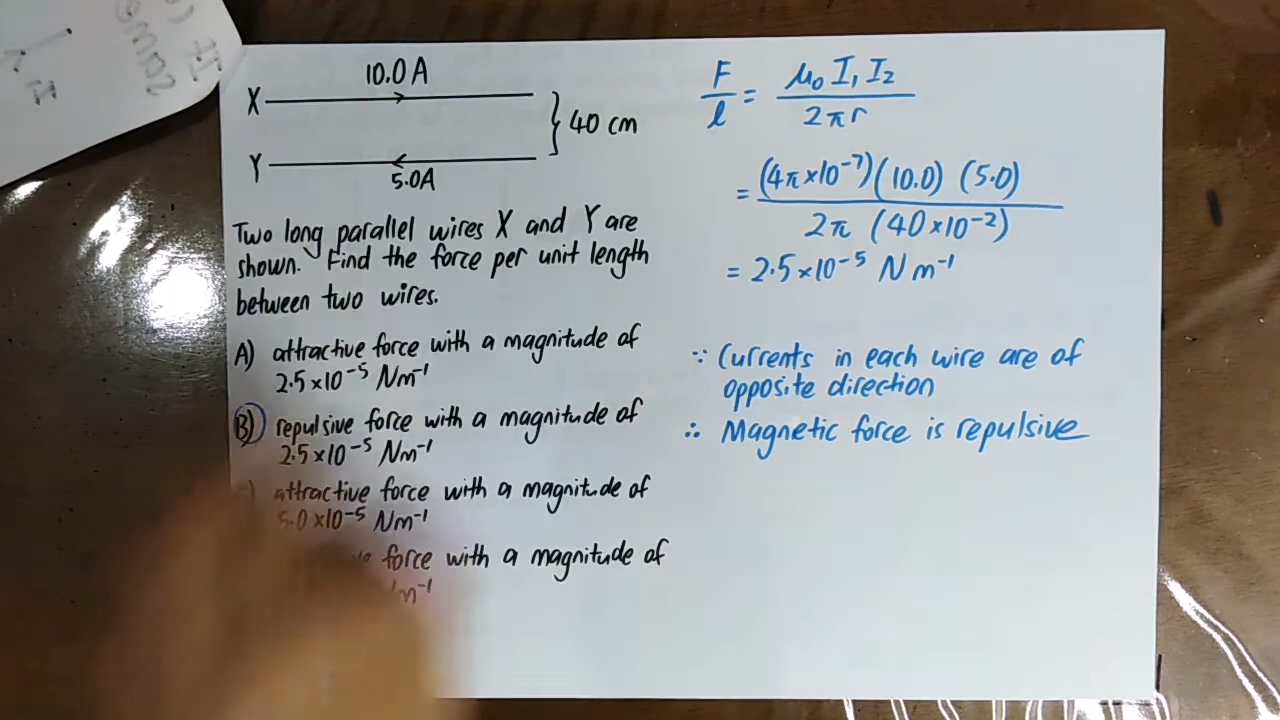 10.0 A
X
40 cm
Y
5.0A
Two long parallel wires X and Y are
shown. Find the force per unit length
between two wires.
A) attractive force with a magnitude of
2.5×10⁻⁵ Nm⁻¹
B) repulsive force with a magnitude of
2.5×10⁻⁵ Nm⁻¹
attractive force with a magnitude of
5.0×10⁻⁵ Nm⁻¹
force with a magnitude of
m⁻¹
F/l = μ₀ I₁ I₂ / 2πr
= (4π×10⁻⁷)(10.0) (5.0) / 2π (40×10⁻²)
= 2.5×10⁻⁵ N m⁻¹
∵ Currents in each wire are of
opposite direction
∴ Magnetic force is repulsive